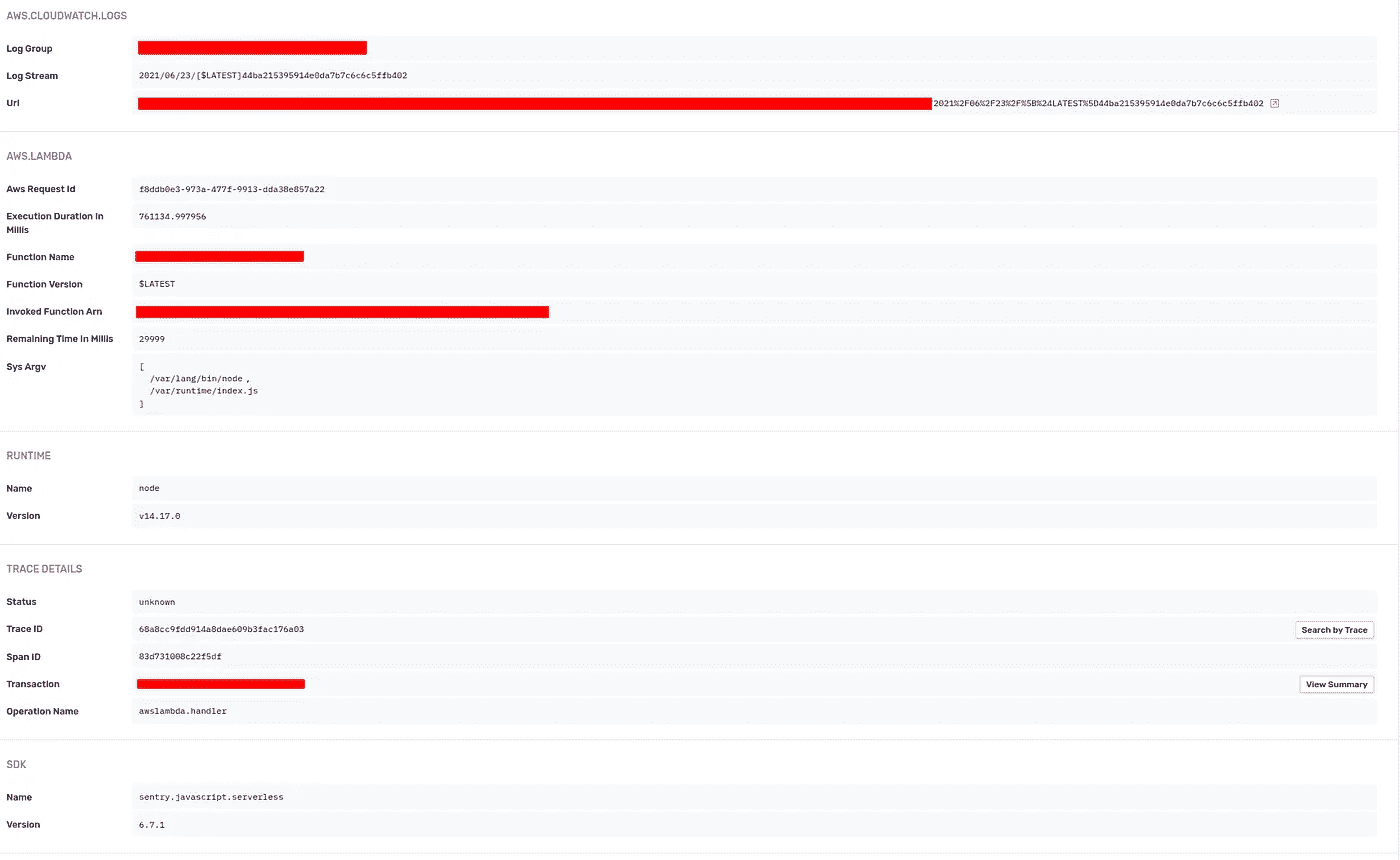 AWS.CLOUDWATCH.LOGS
Log Group
Log Stream 2021/06/23/[$LATEST]44ba215395914e0da7b7c6c6c5ffb402
Url 2021%2F06%2F23%2F%5B%24LATEST%5D44ba215395914e0da7b7c6c6c5ffb402
AWS.LAMBDA
Aws Request Id f8ddb0e3-973a-477f-9913-dda38e857a22
Execution Duration In 761134.997956
Millis
Function Name
Function Version $LATEST
Invoked Function Arn
Remaining Time In Millis 29999
Sys Argv [
/var/lang/bin/node ,
/var/runtime/index.js
]
RUNTIME
Name node
Version v14.17.0
TRACE DETAILS
Status unknown
Trace ID 68a8cc9fdd914a8dae609b3fac176a03 Search by Trace
Span ID 83d731008c22f5df
Transaction View Summary
Operation Name awslambda.handler
SDK
Name sentry.javascript.serverless
Version 6.7.1